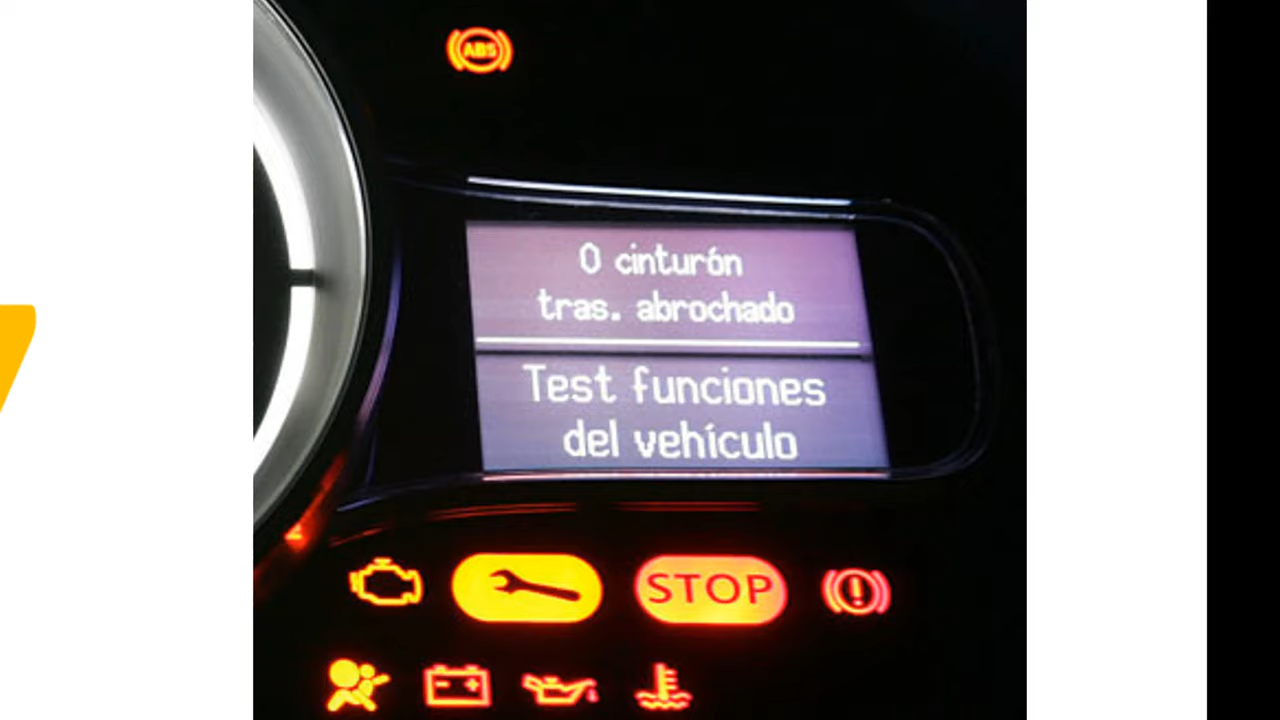 ABS
0 cinturón
tras. abrochado
Test funciones
del vehículo
STOP